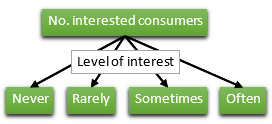 No. interested consumers
Level of interest
Never
Rarely
Sometimes
Often